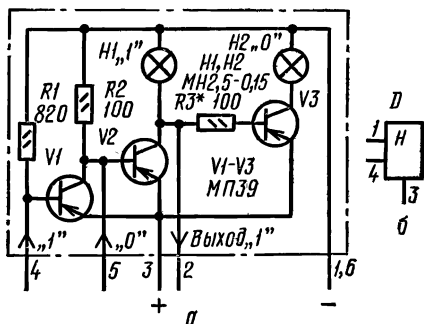 H1„1"
H2„0"
H1, H2
МН2,5-0,15
R1
820
R2
100
R3* 100
V1
V2
V3
V1-V3
МП39
„1"
„0"
Выход„1"
4
5
3
2
1,6
+
−
а
D
1
H
4
3
б